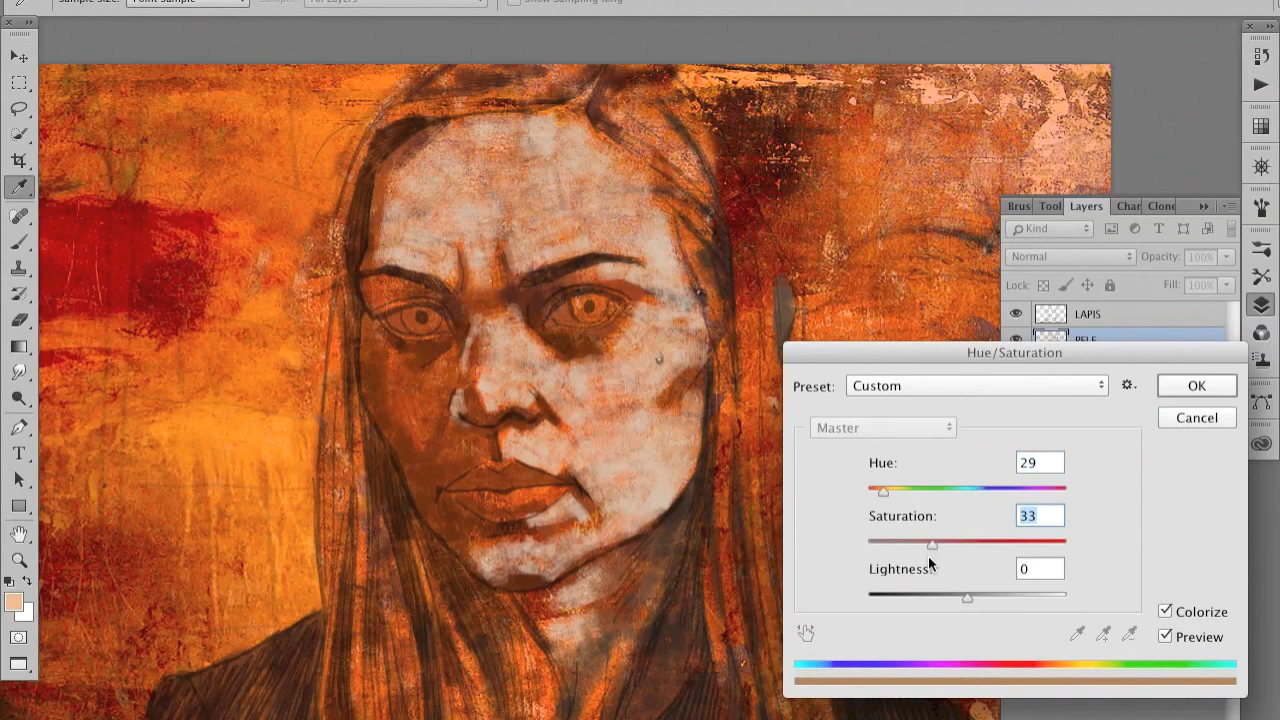 Sample Size: Point Sample Sample: All Layers Show Sampling Ring
Brus Tool Layers Char Clone
Kind
Normal Opacity: 100%
Lock: Fill: 100%
LAPIS
PELE
Hue/Saturation
Preset: Custom OK
Cancel
Master
Hue: 29
Saturation: 33
Lightness: 0
Colorize
Preview
T